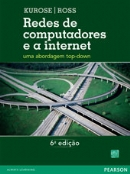 KUROSE | ROSS
Redes de
computadores
e a internet
uma abordagem top-down
6ª edição
PEARSON